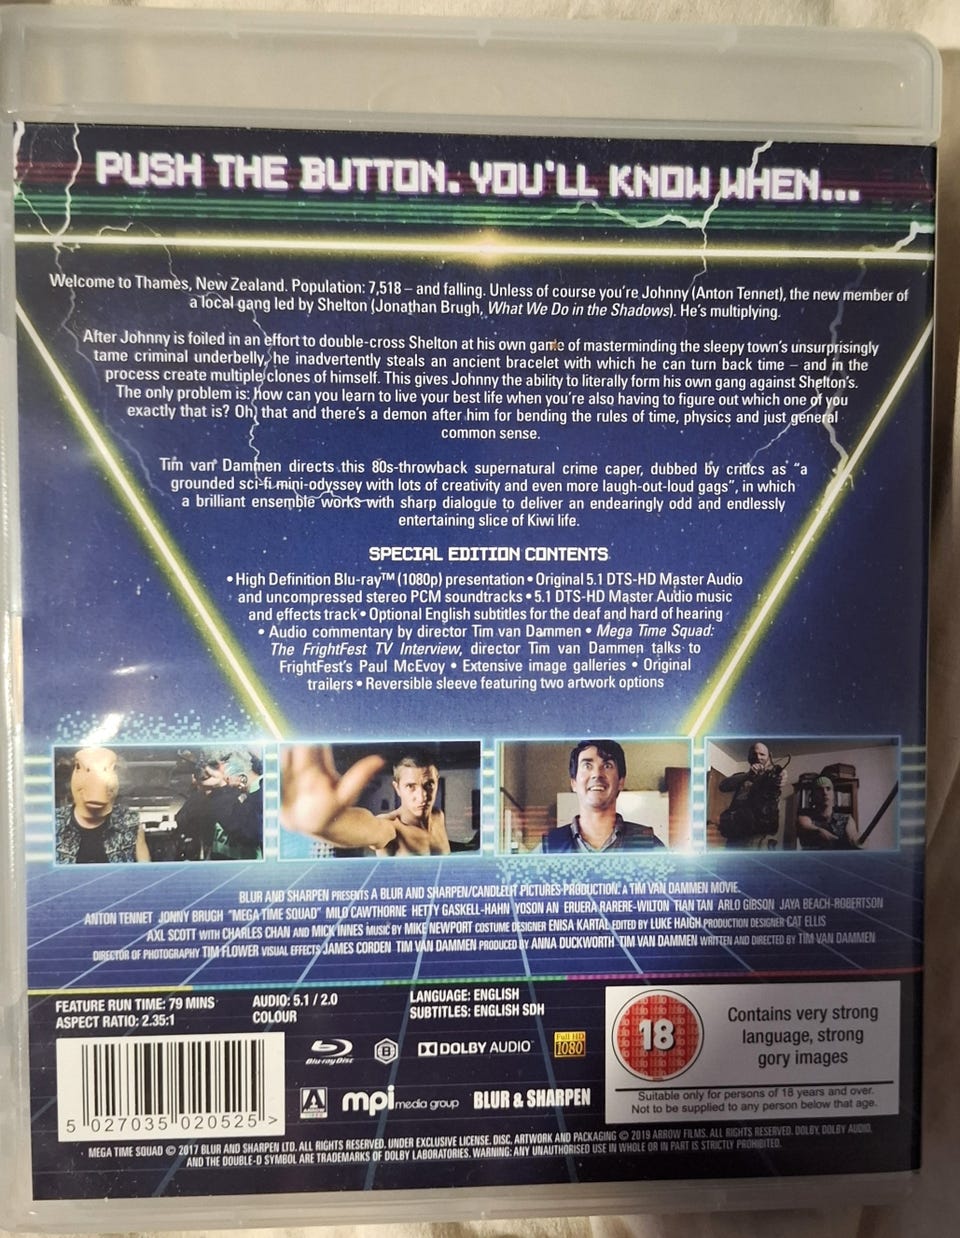 PUSH THE BUTTON. YOU'LL KNOW WHEN...
Welcome to Thames, New Zealand. Population: 7,518 – and falling. Unless of course you're Johnny (Anton Tennet), the new member of
a local gang led by Shelton (Jonathan Brugh, What We Do in the Shadows). He's multiplying.
After Johnny is foiled in an effort to double-cross Shelton at his own game of masterminding the sleepy town's unsurprisingly
tame criminal underbelly, he inadvertently steals an ancient bracelet with which he can turn back time – and in the
process create multiple clones of himself. This gives Johnny the ability to literally form his own gang against Shelton's.
The only problem is: how can you learn to live your best life when you're also having to figure out which one of you
exactly that is? Oh, that and there's a demon after him for bending the rules of time, physics and just general
common sense.
Tim van Dammen directs this 80s-throwback supernatural crime caper, dubbed by critics as "a
grounded sci-fi mini-odyssey with lots of creativity and even more laugh-out-loud gags", in which
a brilliant ensemble works with sharp dialogue to deliver an endearingly odd and endlessly
entertaining slice of Kiwi life.
SPECIAL EDITION CONTENTS
• High Definition Blu-ray™ (1080p) presentation • Original 5.1 DTS-HD Master Audio
and uncompressed stereo PCM soundtracks • 5.1 DTS-HD Master Audio music
and effects track • Optional English subtitles for the deaf and hard of hearing
• Audio commentary by director Tim van Dammen • Mega Time Squad:
The FrightFest TV Interview, director Tim van Dammen talks to
FrightFest's Paul McEvoy • Extensive image galleries • Original
trailers • Reversible sleeve featuring two artwork options
BLUR AND SHARPEN PRESENTS A BLUR AND SHARPEN/CANDLELIT PICTURES PRODUCTION. A TIM VAN DAMMEN MOVIE.
ANTON TENNET JONNY BRUGH "MEGA TIME SQUAD" MILO CAWTHORNE HETTY GASKELL-HAHN YOSON AN ERUERA RARERE-WILTON TIAN TAN ARLO GIBSON JAYA BEACH-ROBERTSON
AXL SCOTT WITH CHARLES CHAN AND MICK INNES MUSIC BY MIKE NEWPORT COSTUME DESIGNER ENISA KARTAL EDITED BY LUKE HAIGH PRODUCTION DESIGNER CAT ELLIS
DIRECTOR OF PHOTOGRAPHY TIM FLOWER VISUAL EFFECTS JAMES CORDEN TIM VAN DAMMEN PRODUCED BY ANNA DUCKWORTH TIM VAN DAMMEN WRITTEN AND DIRECTED BY TIM VAN DAMMEN
FEATURE RUN TIME: 79 MINS
ASPECT RATIO: 2.35:1
AUDIO: 5.1 / 2.0
COLOUR
LANGUAGE: ENGLISH
SUBTITLES: ENGLISH SDH
18
Contains very strong
language, strong
gory images
Suitable only for persons of 18 years and over.
Not to be supplied to any person below that age.
Blu-ray Disc
B
DOLBY AUDIO™
Full HD
1080
ARROW
mpi media group
BLUR & SHARPEN
5 027035 020525 >
MEGA TIME SQUAD © 2017 BLUR AND SHARPEN LTD. ALL RIGHTS RESERVED. UNDER EXCLUSIVE LICENSE. DISC, ARTWORK AND PACKAGING © 2019 ARROW FILMS. ALL RIGHTS RESERVED. DOLBY, DOLBY AUDIO,
AND THE DOUBLE-D SYMBOL ARE TRADEMARKS OF DOLBY LABORATORIES. WARNING: ANY UNAUTHORISED USE IN WHOLE OR IN PART IS STRICTLY PROHIBITED.